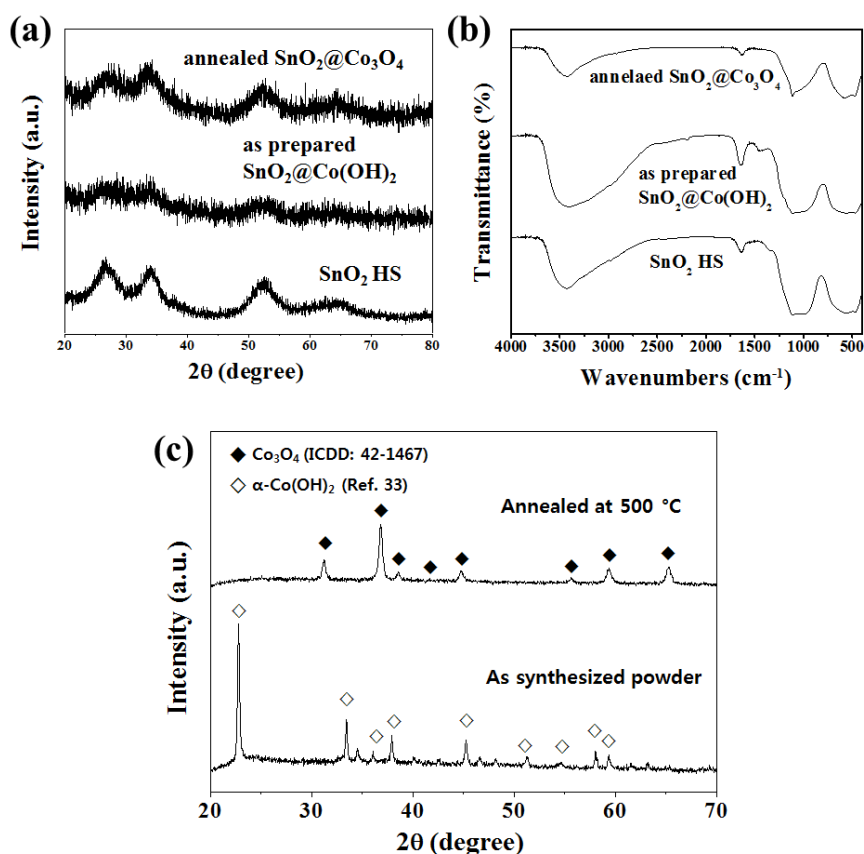 (a)
annealed SnO₂@Co₃O₄
as prepared
SnO₂@Co(OH)₂
SnO₂ HS
Intensity (a.u.)
20 30 40 50 60 70 80
2θ (degree)
(b)
annelaed SnO₂@Co₃O₄
as prepared
SnO₂@Co(OH)₂
SnO₂ HS
Transmittance (%)
4000 3500 3000 2500 2000 1500 1000 500
Wavenumbers (cm⁻¹)
(c)
◆ Co₃O₄ (ICDD: 42-1467)
◇ α-Co(OH)₂ (Ref. 33)
Annealed at 500 °C
As synthesized powder
Intensity (a.u.)
20 30 40 50 60 70
2θ (degree)